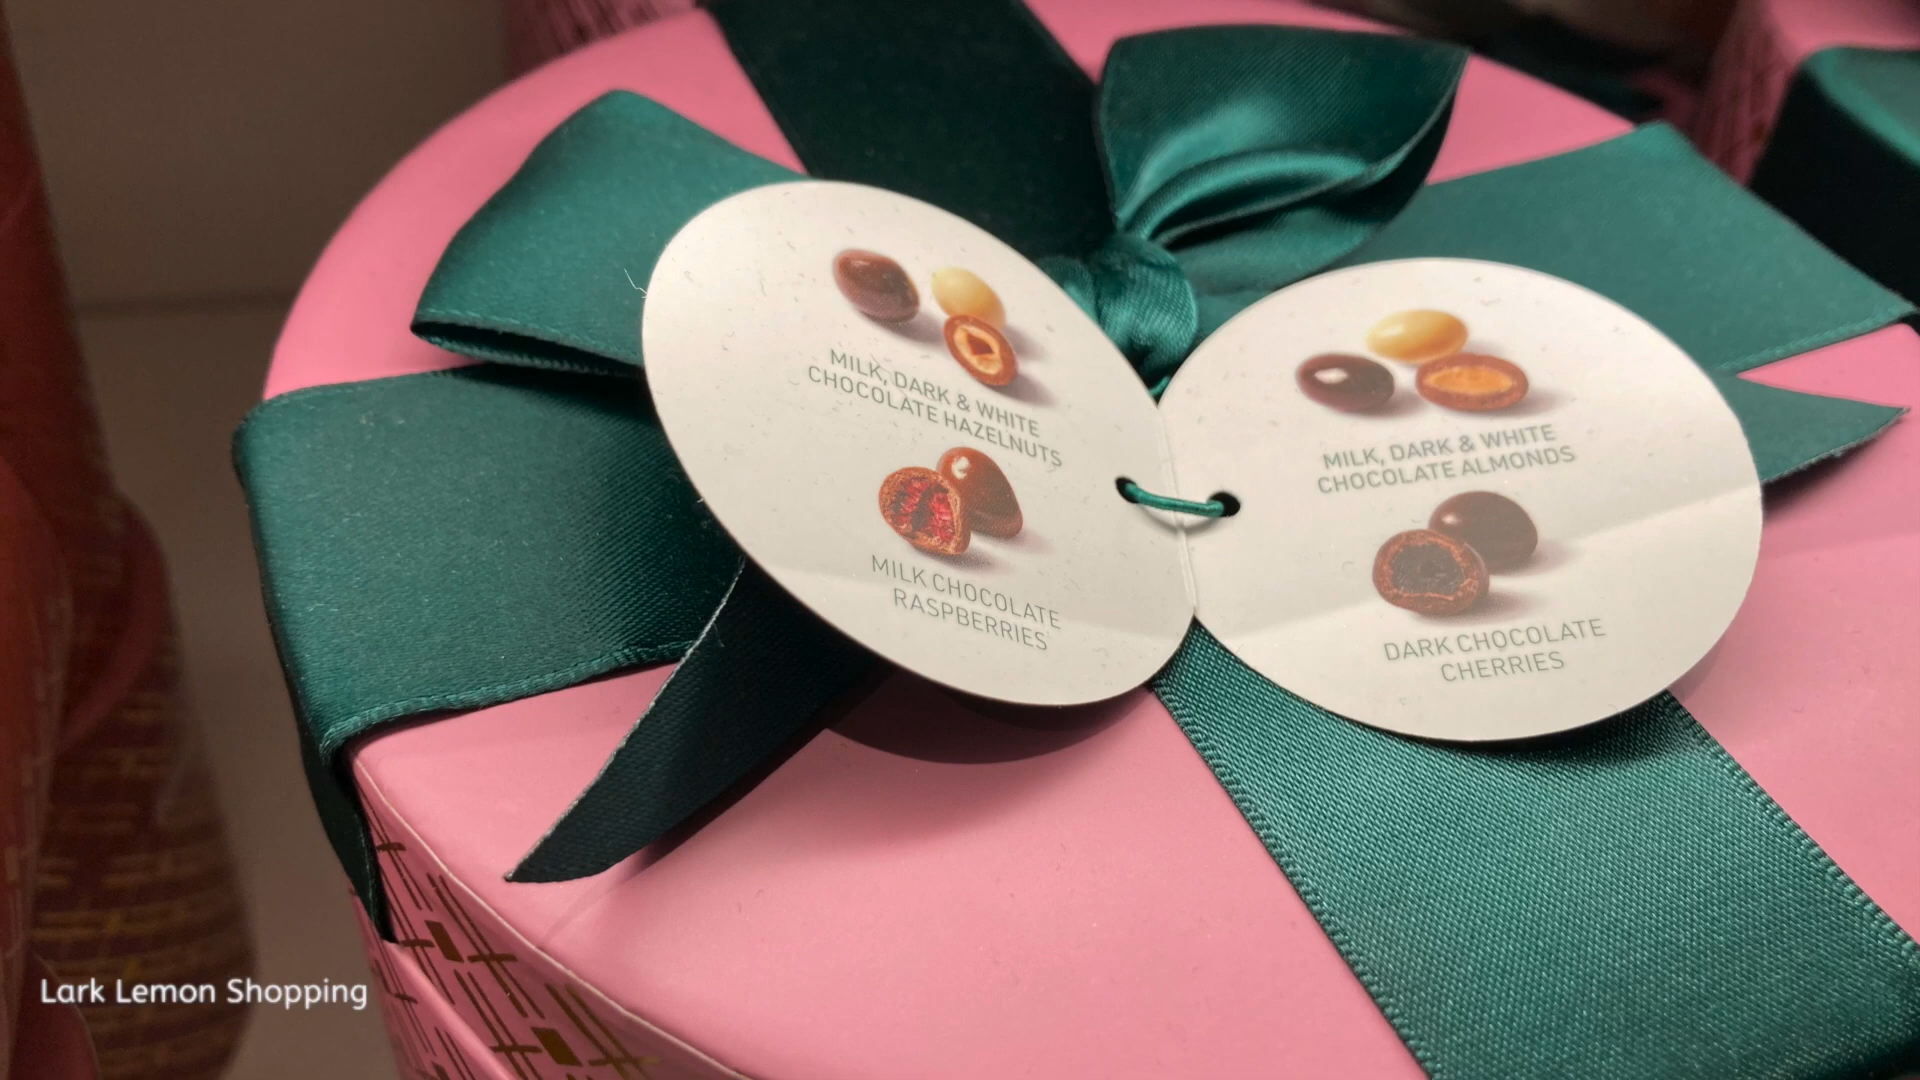 MILK, DARK & WHITE
CHOCOLATE HAZELNUTS
MILK CHOCOLATE
RASPBERRIES
MILK, DARK & WHITE
CHOCOLATE ALMONDS
DARK CHOCOLATE
CHERRIES
Lark Lemon Shopping